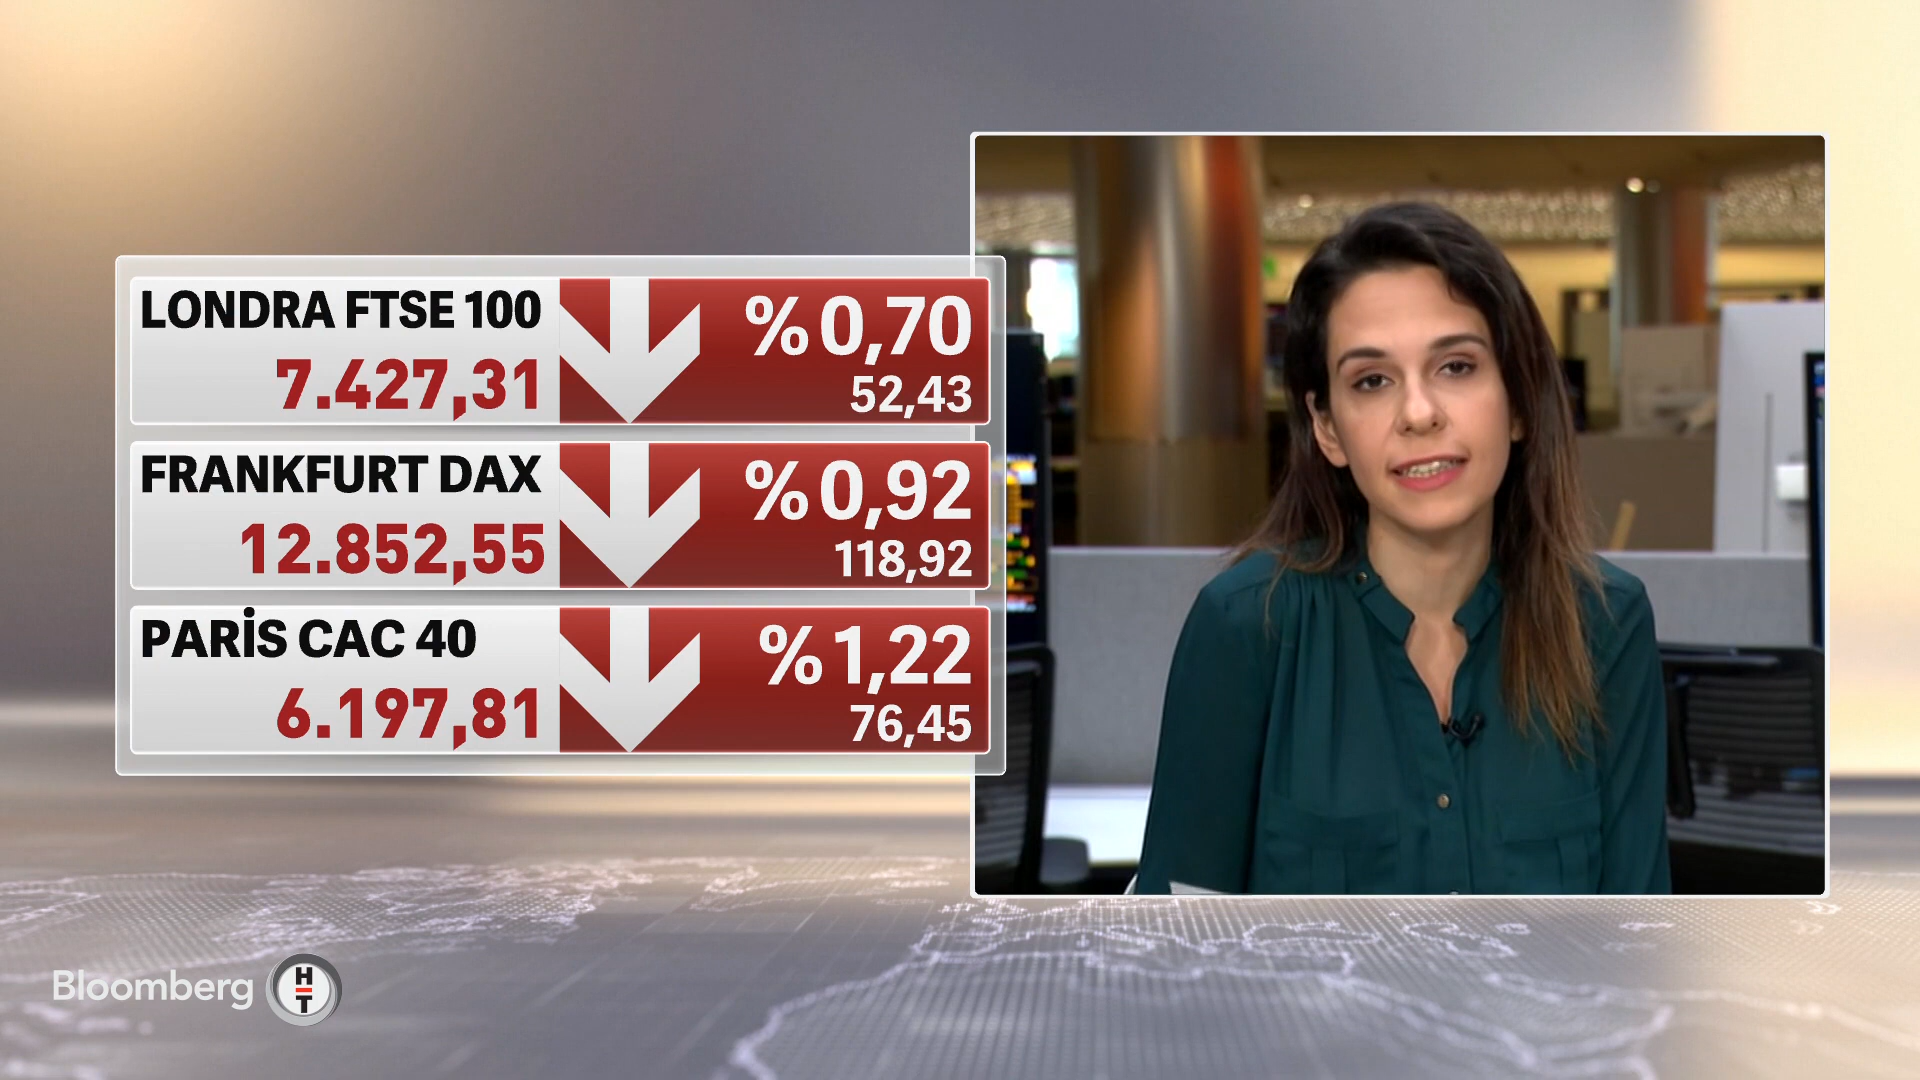 LONDRA FTSE 100
7.427,31
%0,70
52,43
FRANKFURT DAX
12.852,55
%0,92
118,92
PARİS CAC 40
6.197,81
%1,22
76,45
Bloomberg HT